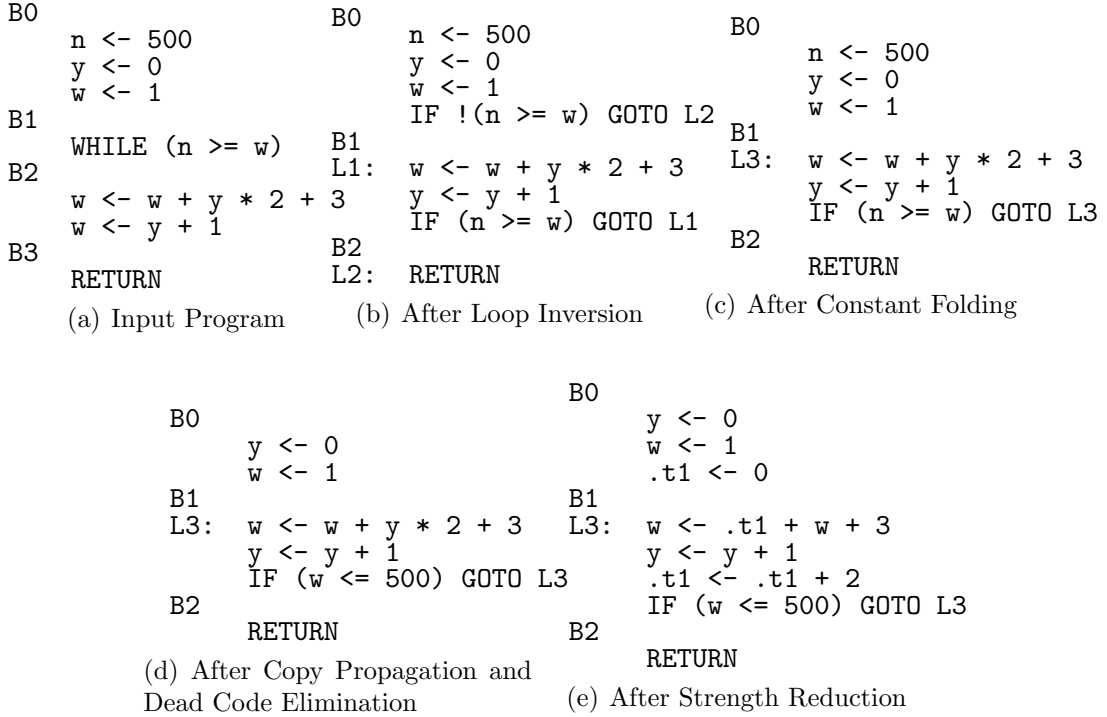 B0
n <- 500
y <- 0
w <- 1
B1
WHILE (n >= w)
B2
w <- w + y * 2 + 3
w <- y + 1
B3
RETURN
(a) Input Program
B0
n <- 500
y <- 0
w <- 1
IF !(n >= w) GOTO L2
B1
L1: w <- w + y * 2 + 3
y <- y + 1
IF (n >= w) GOTO L1
B2
L2: RETURN
(b) After Loop Inversion
B0
n <- 500
y <- 0
w <- 1
B1
L3: w <- w + y * 2 + 3
y <- y + 1
IF (n >= w) GOTO L3
B2
RETURN
(c) After Constant Folding
B0
y <- 0
w <- 1
B1
L3: w <- w + y * 2 + 3
y <- y + 1
IF (w <= 500) GOTO L3
B2
RETURN
(d) After Copy Propagation and
Dead Code Elimination
B0
y <- 0
w <- 1
.t1 <- 0
B1
L3: w <- .t1 + w + 3
y <- y + 1
.t1 <- .t1 + 2
IF (w <= 500) GOTO L3
B2
RETURN
(e) After Strength Reduction